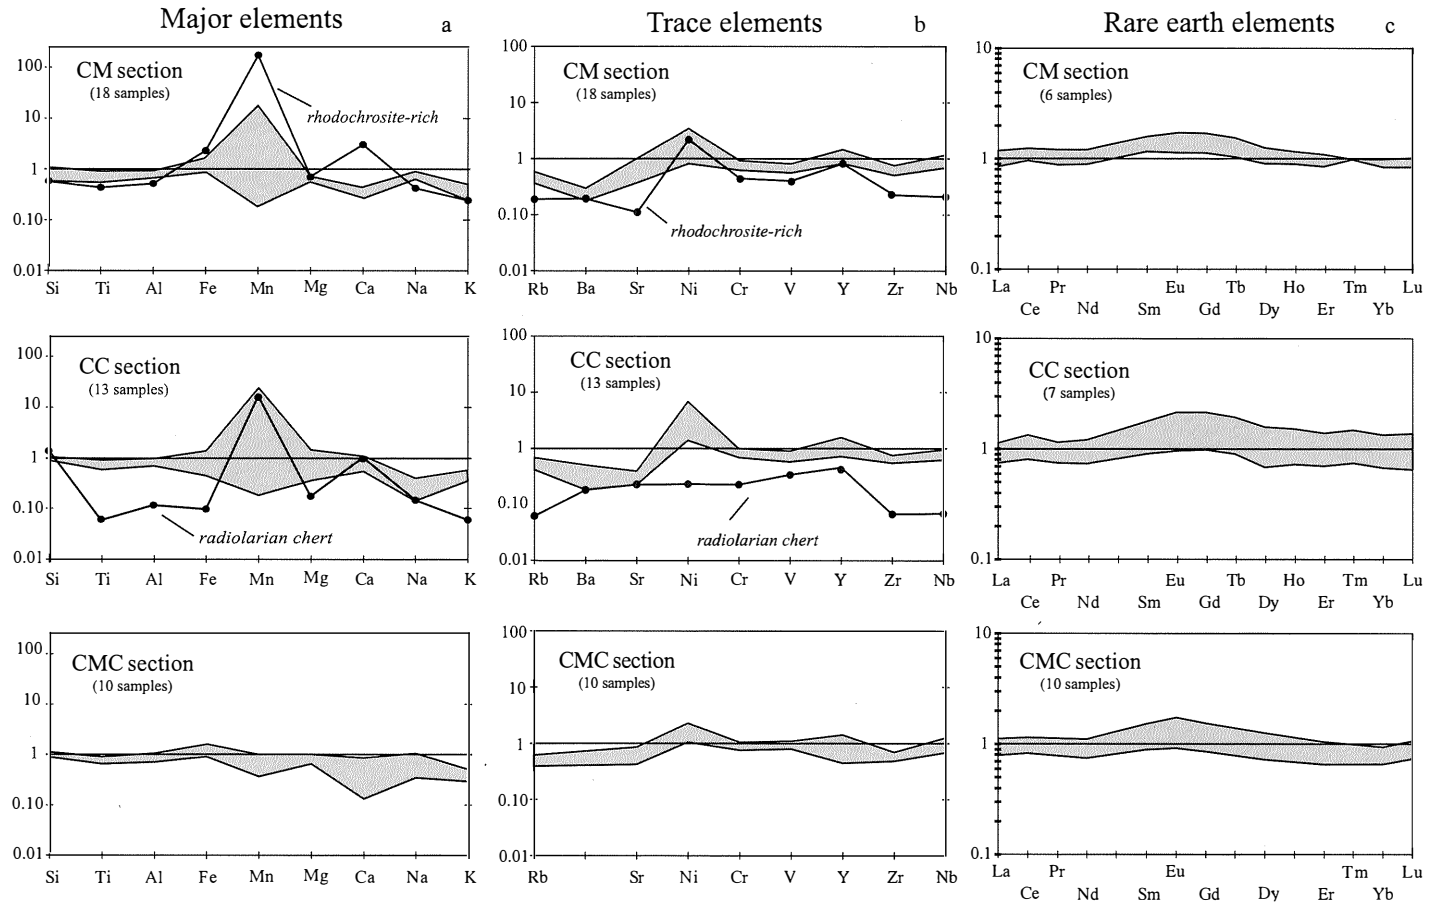 Major elements a
Trace elements b
Rare earth elements c
CM section
(18 samples)
rhodochrosite-rich
100
10
1
0.10
0.01
Si Ti Al Fe Mn Mg Ca Na K
CM section
(18 samples)
rhodochrosite-rich
100
10
1
0.10
0.01
Rb Ba Sr Ni Cr V Y Zr Nb
CM section
(6 samples)
10
1
0.1
La Pr Eu Tb Ho Tm Lu
Ce Nd Sm Gd Dy Er Yb
CC section
(13 samples)
radiolarian chert
100
10
1
0.10
0.01
Si Ti Al Fe Mn Mg Ca Na K
CC section
(13 samples)
radiolarian chert
100
10
1
0.10
0.01
Rb Ba Sr Ni Cr V Y Zr Nb
CC section
(7 samples)
10
1
0.1
La Pr Eu Tb Ho Tm Lu
Ce Nd Sm Gd Dy Er Yb
CMC section
(10 samples)
100
10
1
0.10
0.01
Si Ti Al Fe Mn Mg Ca Na K
CMC section
(10 samples)
100
10
1
0.10
0.01
Rb Sr Ni Cr V Y Zr Nb
CMC section
(10 samples)
10
1
0.1
La Pr Eu Tb Ho Tm Lu
Ce Nd Sm Gd Dy Er Yb